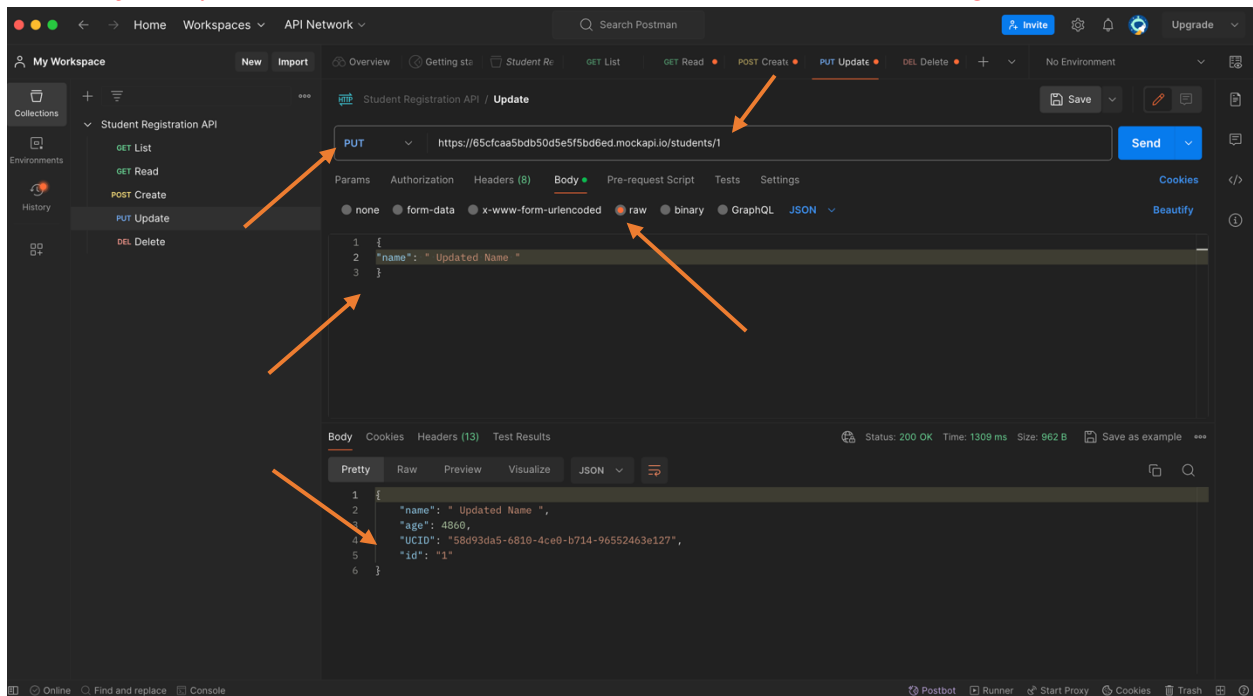 Home Workspaces API Network Search Postman Invite Upgrade
My Workspace New Import Overview Getting sta Student Re GET List GET Read POST Create PUT Update DEL Delete No Environment
Collections
Environments
History
Student Registration API
GET List
GET Read
POST Create
PUT Update
DEL Delete
HTTP Student Registration API / Update Save
PUT https://65cfcaa5bdb50d5e5f5bd6ed.mockapi.io/students/1 Send
Params Authorization Headers (8) Body Pre-request Script Tests Settings Cookies
none form-data x-www-form-urlencoded raw binary GraphQL JSON Beautify
1 {
2 "name": " Updated Name "
3 }
Body Cookies Headers (13) Test Results Status: 200 OK Time: 1309 ms Size: 962 B Save as example
Pretty Raw Preview Visualize JSON
1 {
2 "name": " Updated Name ",
3 "age": 4860,
4 "UCID": "58d93da5-6810-4ce0-b714-96552463e127",
5 "id": "1"
6 }
Online Find and replace Console Postbot Runner Start Proxy Cookies Trash